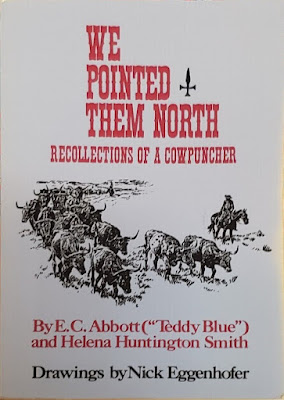 WE
POINTED
THEM NORTH
RECOLLECTIONS OF A COWPUNCHER
By E.C. Abbott ("Teddy Blue")
and Helena Huntington Smith
Drawings by Nick Eggenhofer